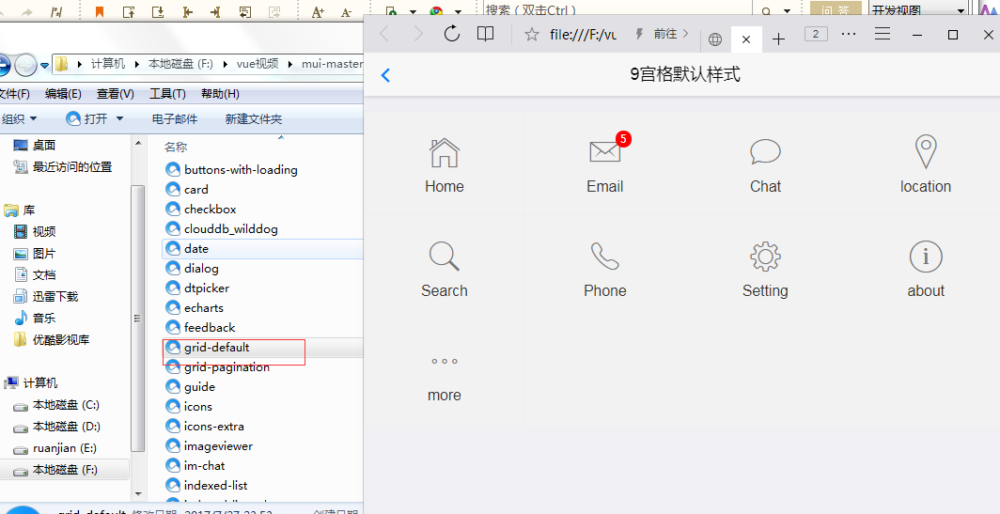 A+
A-
搜索（双击Ctrl）
问 答
开发视图
计算机
本地磁盘 (F:)
vue视频
mui-master
文件(F)
编辑(E)
查看(V)
工具(T)
帮助(H)
组织
打开
电子邮件
新建文件夹
桌面
最近访问的位置
库
视频
图片
文档
迅雷下载
音乐
优酷影视库
计算机
本地磁盘 (C:)
本地磁盘 (D:)
ruanjian (E:)
本地磁盘 (F:)
名称
buttons-with-loading
card
checkbox
clouddb_wilddog
date
dialog
dtpicker
echarts
feedback
grid-default
grid-pagination
guide
icons
icons-extra
imageviewer
im-chat
indexed-list
grid-default
修改日期
2017/7/27 23:53
创建日期
file:///F:/vu
前往
2
9宫格默认样式
Home
5
Email
Chat
location
Search
Phone
Setting
about
more